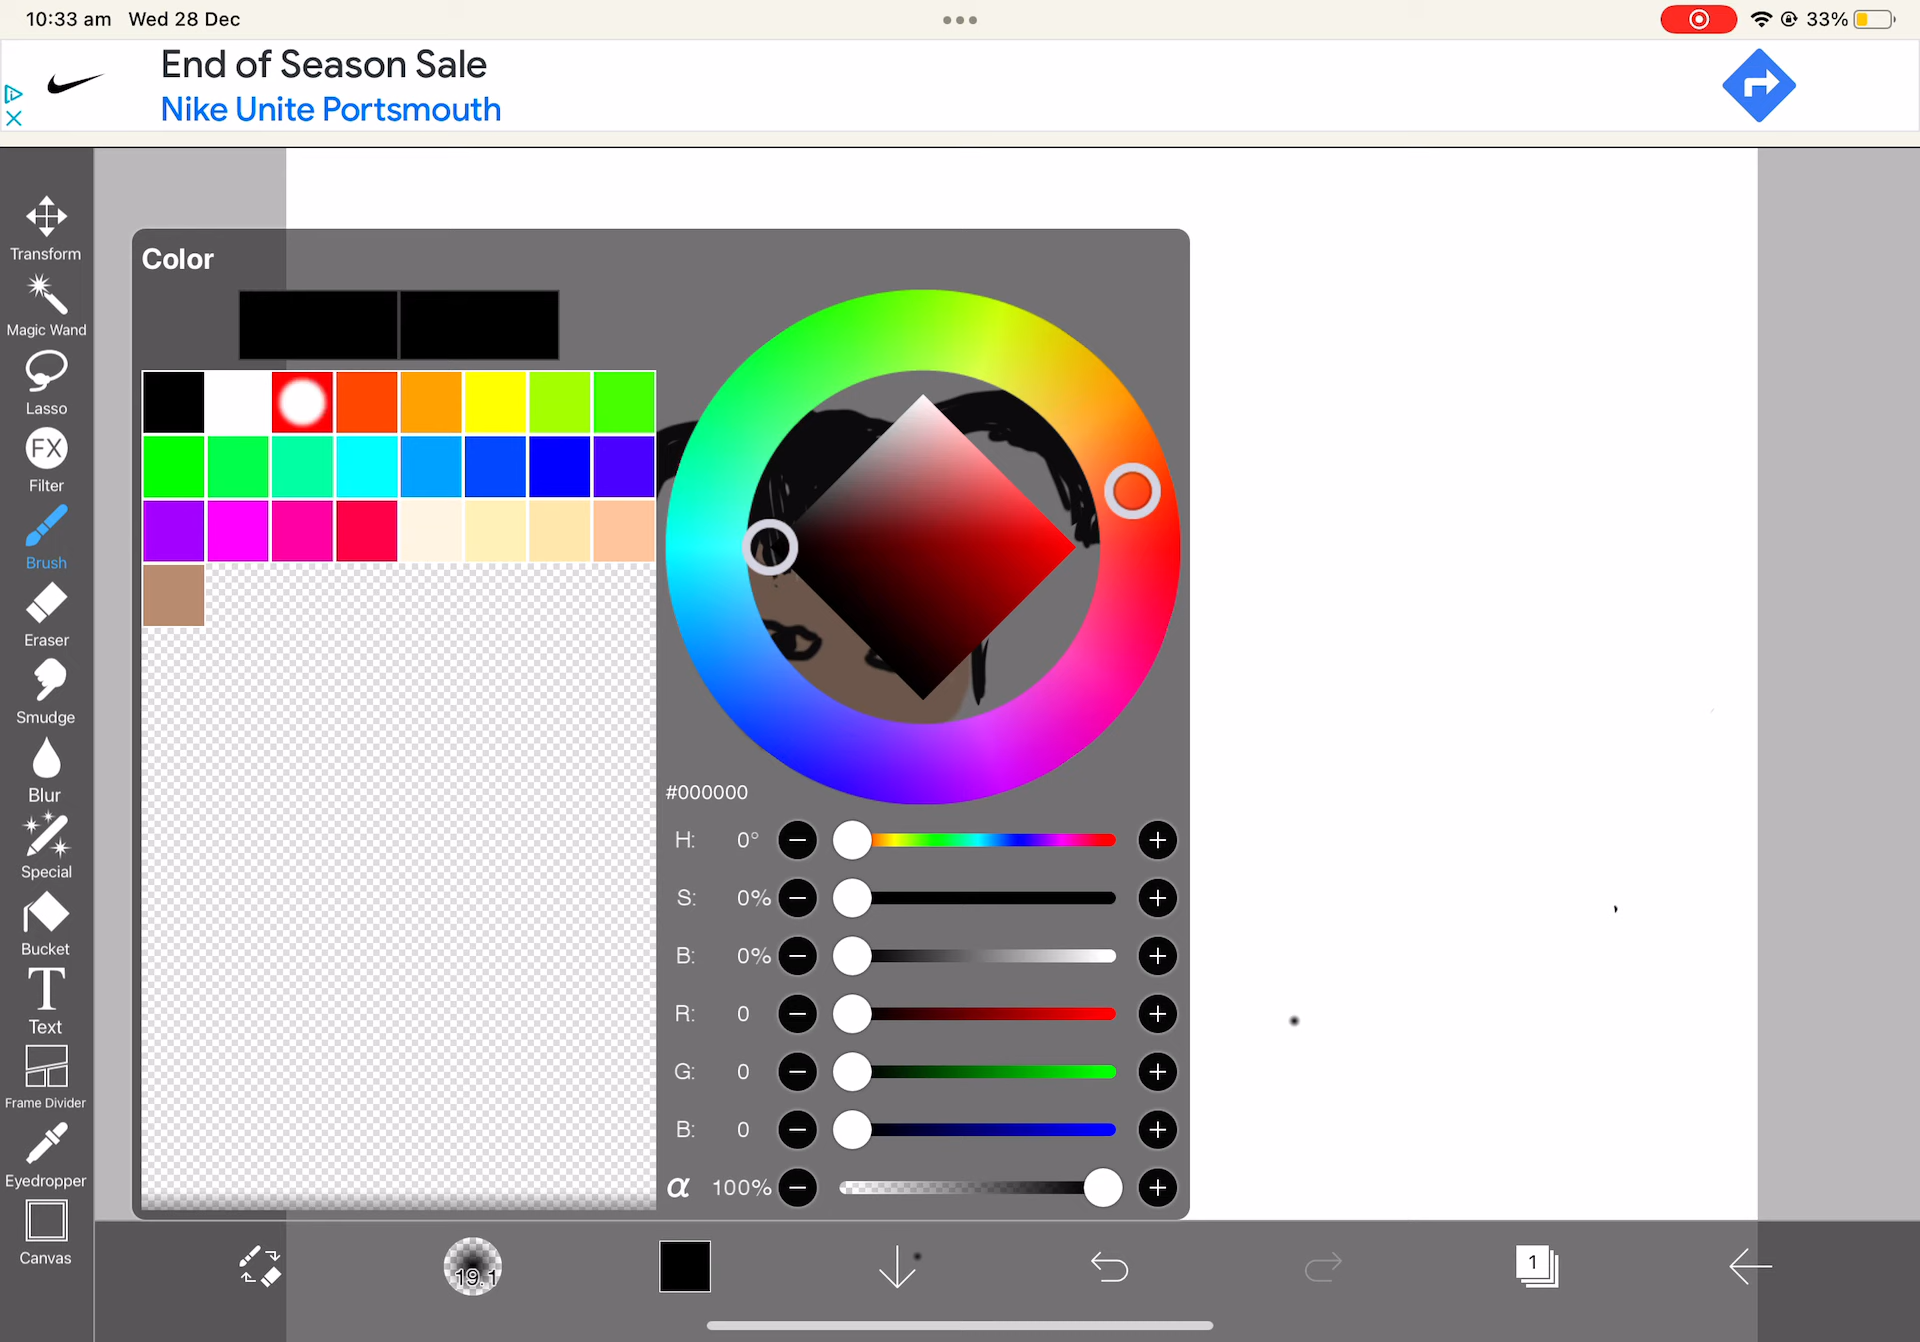 10:33 am Wed 28 Dec
33%
End of Season Sale
Nike Unite Portsmouth
Transform
Magic Wand
Lasso
FX
Filter
Brush
Eraser
Smudge
Blur
Special
Bucket
T
Text
Frame Divider
Eyedropper
Canvas
Color
#000000
H: 0°
S: 0%
B: 0%
R: 0
G: 0
B: 0
α 100%
19.1
1